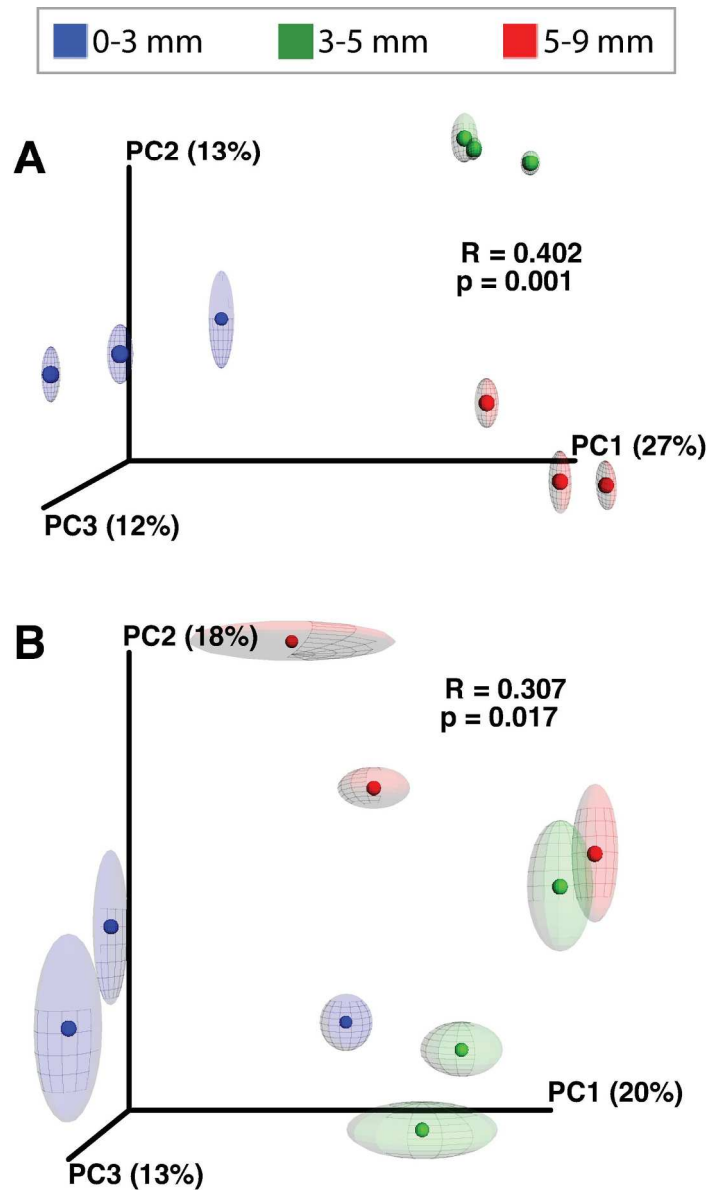 0-3 mm 3-5 mm 5-9 mm
A
PC2 (13%)
R = 0.402
p = 0.001
PC1 (27%)
PC3 (12%)
B
PC2 (18%)
R = 0.307
p = 0.017
PC1 (20%)
PC3 (13%)